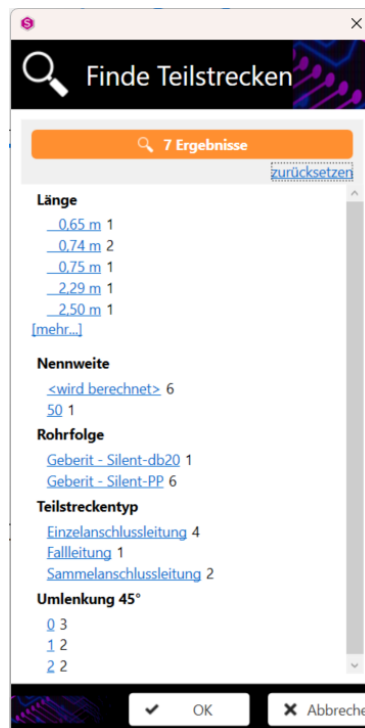 Finde Teilstrecken
7 Ergebnisse
zurücksetzen
Länge
0,65 m 1
0,74 m 2
0,75 m 1
2,29 m 1
2,50 m 1
[mehr...]
Nennweite
<wird berechnet> 6
50 1
Rohrfolge
Geberit - Silent-db20 1
Geberit - Silent-PP 6
Teilstreckentyp
Einzelanschlussleitung 4
Fallleitung 1
Sammelanschlussleitung 2
Umlenkung 45°
0 3
1 2
2 2
OK Abbreche